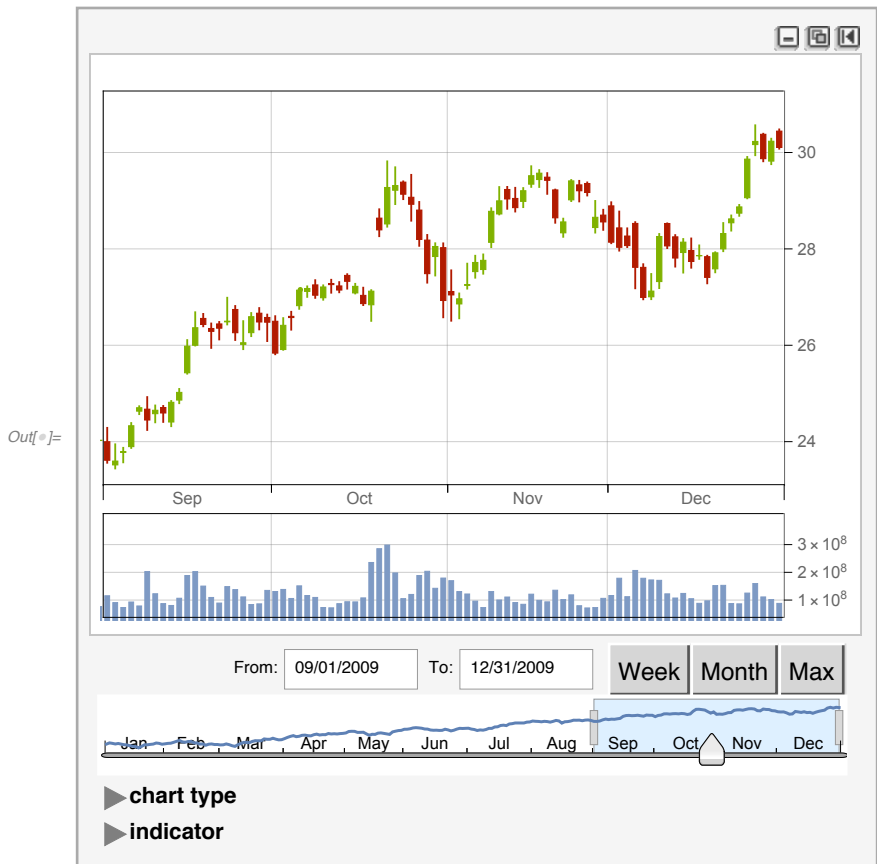 30
28
26
Out[•]=
24
Sep Oct Nov Dec
3 × 10⁸
2 × 10⁸
1 × 10⁸
From: 09/01/2009 To: 12/31/2009 Week Month Max
Jan Feb Mar Apr May Jun Jul Aug Sep Oct Nov Dec
chart type
indicator